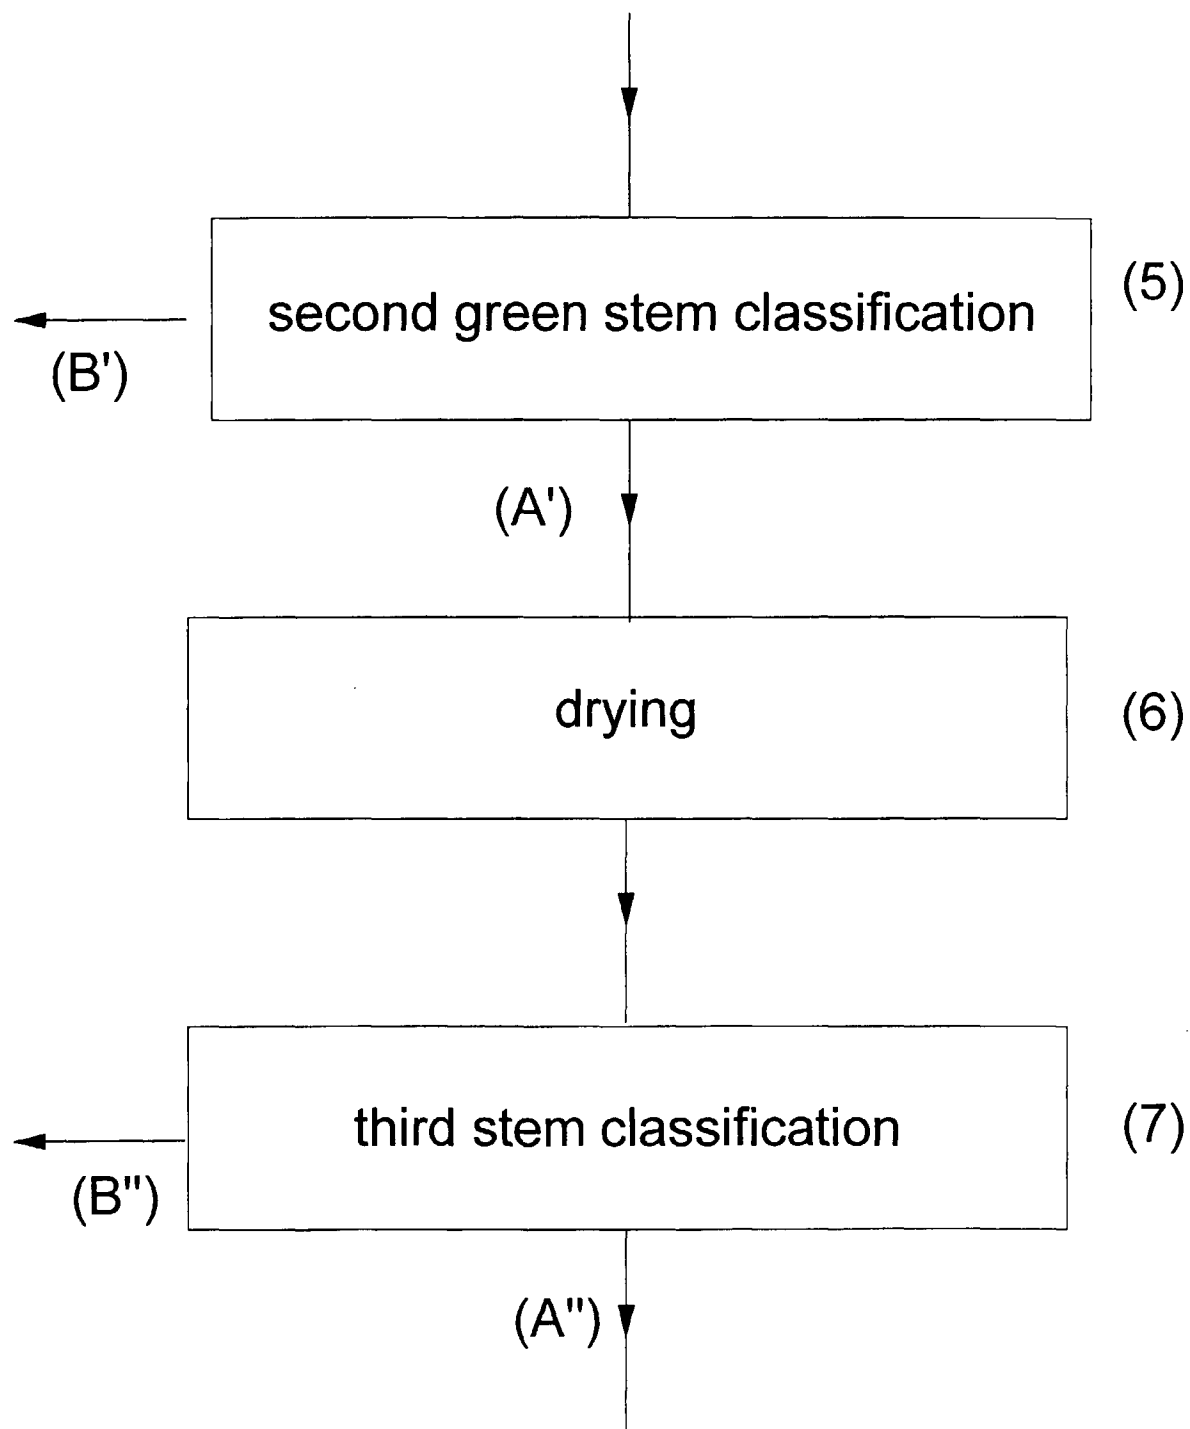 (5)
second green stem classification
(B')
(A')
drying
(6)
third stem classification
(7)
(B")
(A")